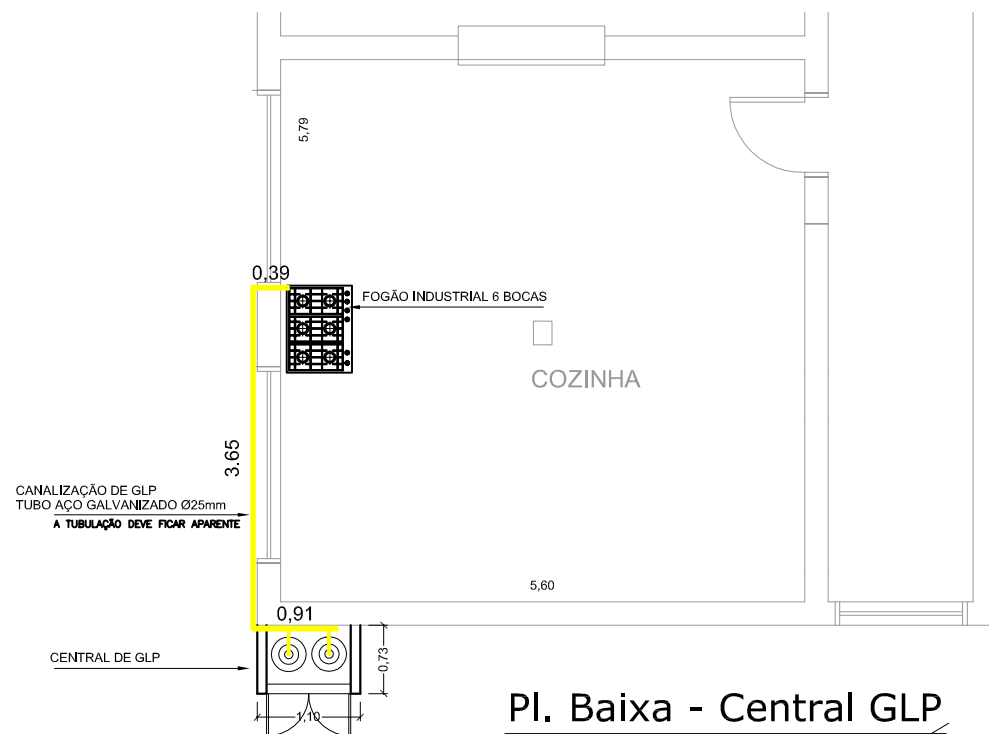 5,79
0,39
FOGÃO INDUSTRIAL 6 BOCAS
COZINHA
3.65
CANALIZAÇÃO DE GLP
TUBO AÇO GALVANIZADO Ø25mm
A TUBULAÇÃO DEVE FICAR APARENTE
5,60
0,91
CENTRAL DE GLP
0,73
1,10
Pl. Baixa - Central GLP